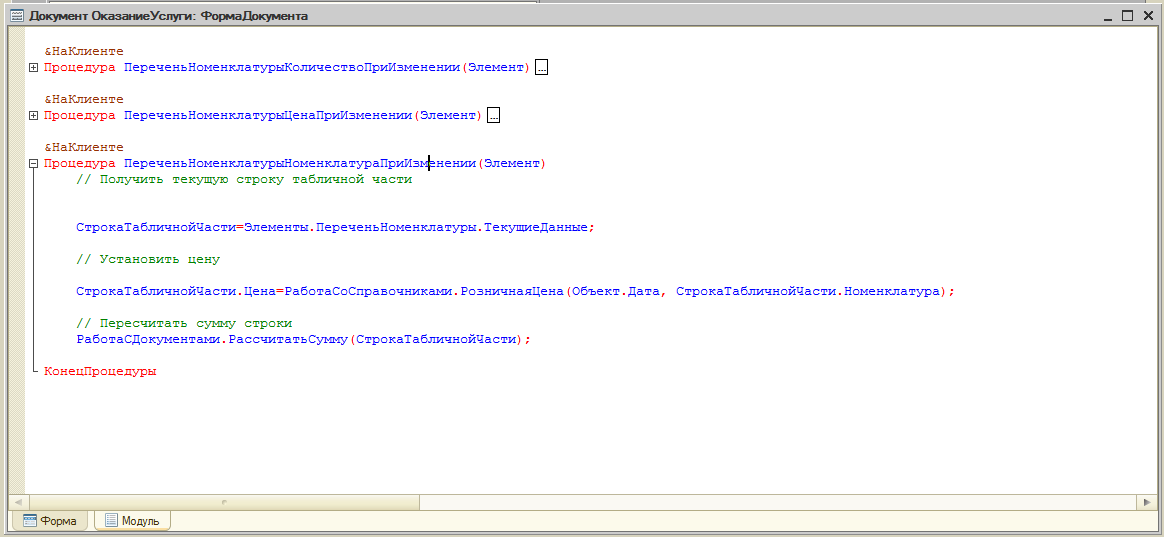 Документ ОказаниеУслуги: ФормаДокумента
&НаКлиенте
Процедура ПереченьНоменклатурыКоличествоПриИзменении(Элемент) ...
&НаКлиенте
Процедура ПереченьНоменклатурыЦенаПриИзменении(Элемент) ...
&НаКлиенте
Процедура ПереченьНоменклатурыНоменклатураПриИзменении(Элемент)
// Получить текущую строку табличной части
СтрокаТабличнойЧасти=Элементы.ПереченьНоменклатуры.ТекущиеДанные;
// Установить цену
СтрокаТабличнойЧасти.Цена=РаботаСоСправочниками.РозничнаяЦена(Объект.Дата, СтрокаТабличнойЧасти.Номенклатура);
// Пересчитать сумму строки
РаботаСДокументами.РассчитатьСумму(СтрокаТабличнойЧасти);
КонецПроцедуры
Форма Модуль